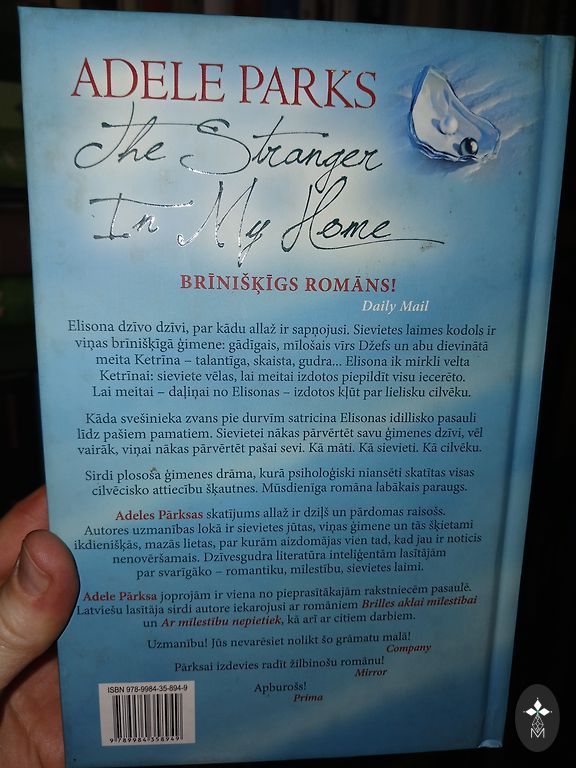 ADELE PARKS
The Stranger
In My Home
BRĪNIŠĶĪGS ROMĀNS!
Daily Mail
Elisona dzīvo dzīvi, par kādu allaž ir sapņojusi. Sievietes laimes kodols ir
viņas brīnišķīgā ģimene: gādīgais, mīlošais vīrs Džefs un abu dievinātā
meita Ketrīna – talantīga, skaista, gudra... Elisona ik mirkli velta
Ketrīnai: sieviete vēlas, lai meitai izdotos piepildīt visu iecerēto.
Lai meitai – daļiņai no Elisonas – izdotos kļūt par lielisku cilvēku.
Kāda svešinieka zvans pie durvīm satricina Elisonas idillisko pasauli
līdz pašiem pamatiem. Sievietei nākas pārvērtēt savu ģimenes dzīvi, vēl
vairāk, viņai nākas pārvērtēt pašai sevi. Kā māti. Kā sievieti. Kā cilvēku.
Sirdi plosoša ģimenes drāma, kurā psiholoģiski niansēti skatītas visas
cilvēcisko attiecību šķautnes. Mūsdienīga romāna labākais paraugs.
Adeles Pārksas skatījums allaž ir dziļš un pārdomas raisošs.
Autores uzmanības lokā ir sievietes jūtas, viņas ģimene un tās šķietami
ikdienišķās, mazās lietas, par kurām aizdomājas vien tad, kad jau ir noticis
nenovēršamais. Dzīvesgudra literatūra inteliģentām lasītājām
par svarīgāko – romantiku, mīlestību, sievietes laimi.
Adele Pārksa joprojām ir viena no pieprasītākajām rakstniecēm pasaulē.
Latviešu lasītāja sirdi autore iekarojusi ar romāniem Brilles aklai mīlestībai
un Ar mīlestību nepietiek, kā arī ar citiem darbiem.
Uzmanību! Jūs nevarēsiet nolikt šo grāmatu malā!
Company
Pārksai izdevies radīt žilbinošu romānu!
Mirror
Apburošs!
Prima
ISBN 978-9984-35-894-9
9 789984 358949
M